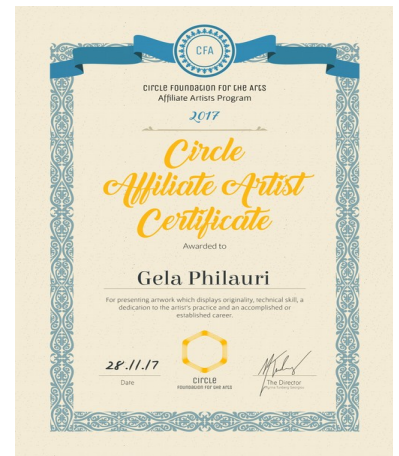 CFA
CIRCLE FOUNDATION FOR THE ARTS
Affiliate Artists Program
2017
Circle
Affiliate Artist
Certificate
Awarded to
Gela Philauri
For presenting artwork which displays originality, technical skill, a
dedication to the artist's practice and an accomplished or
established career.
28.11.17
Date
CIRCLE
FOUNDATION FOR THE ARTS
The Director